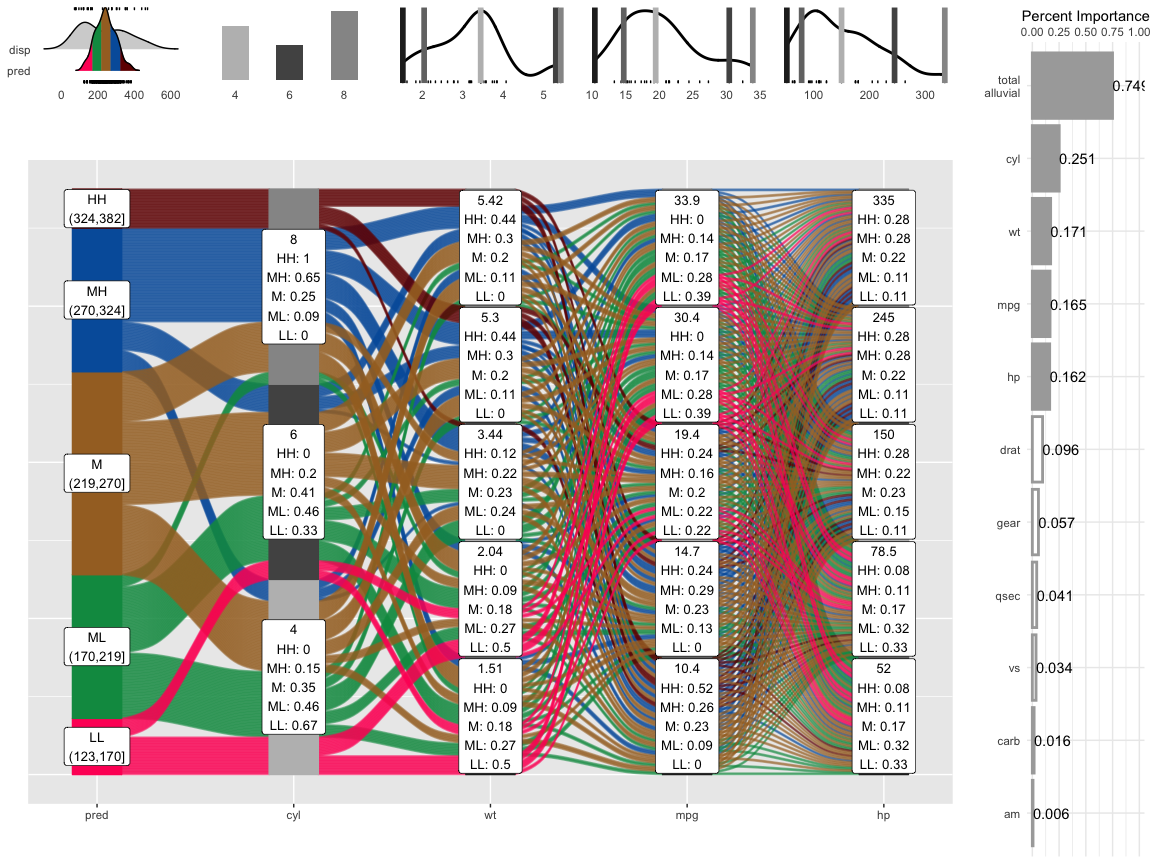 disp
pred
0 200 400 600
4 6 8
2 3 4 5
10 15 20 25 30 35
100 200 300
Percent Importance
0.00 0.25 0.50 0.75 1.00
HH
(324,382]
MH
(270,324]
M
(219,270]
ML
(170,219]
LL
(123,170]
8
HH: 1
MH: 0.65
M: 0.25
ML: 0.09
LL: 0
6
HH: 0
MH: 0.2
M: 0.41
ML: 0.46
LL: 0.33
4
HH: 0
MH: 0.15
M: 0.35
ML: 0.46
LL: 0.67
5.42
HH: 0.44
MH: 0.3
M: 0.2
ML: 0.11
LL: 0
5.3
HH: 0.44
MH: 0.3
M: 0.2
ML: 0.11
LL: 0
3.44
HH: 0.12
MH: 0.22
M: 0.23
ML: 0.24
LL: 0
2.04
HH: 0
MH: 0.09
M: 0.18
ML: 0.27
LL: 0.5
1.51
HH: 0
MH: 0.09
M: 0.18
ML: 0.27
LL: 0.5
33.9
HH: 0
MH: 0.14
M: 0.17
ML: 0.28
LL: 0.39
30.4
HH: 0
MH: 0.14
M: 0.17
ML: 0.28
LL: 0.39
19.4
HH: 0.24
MH: 0.16
M: 0.2
ML: 0.22
LL: 0.22
14.7
HH: 0.24
MH: 0.29
M: 0.23
ML: 0.13
LL: 0
10.4
HH: 0.52
MH: 0.26
M: 0.23
ML: 0.09
LL: 0
335
HH: 0.28
MH: 0.28
M: 0.22
ML: 0.11
LL: 0.11
245
HH: 0.28
MH: 0.28
M: 0.22
ML: 0.11
LL: 0.11
150
HH: 0.28
MH: 0.22
M: 0.23
ML: 0.15
LL: 0.11
78.5
HH: 0.08
MH: 0.11
M: 0.17
ML: 0.32
LL: 0.33
52
HH: 0.08
MH: 0.11
M: 0.17
ML: 0.32
LL: 0.33
pred cyl wt mpg hp
total
alluvial 0.749
cyl 0.251
wt 0.171
mpg 0.165
hp 0.162
drat 0.096
gear 0.057
qsec 0.041
vs 0.034
carb 0.016
am 0.006